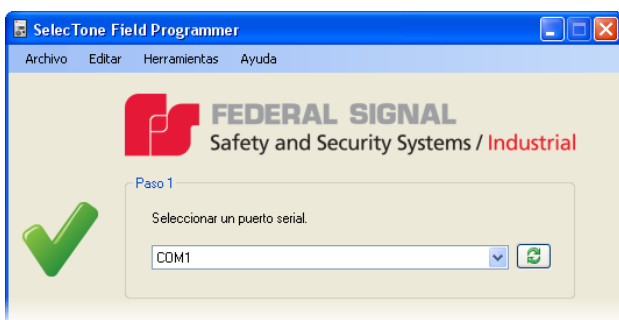 SelecTone Field Programmer
Archivo Editar Herramientas Ayuda
FEDERAL SIGNAL
Safety and Security Systems / Industrial
Paso 1
Seleccionar un puerto serial.
COM1